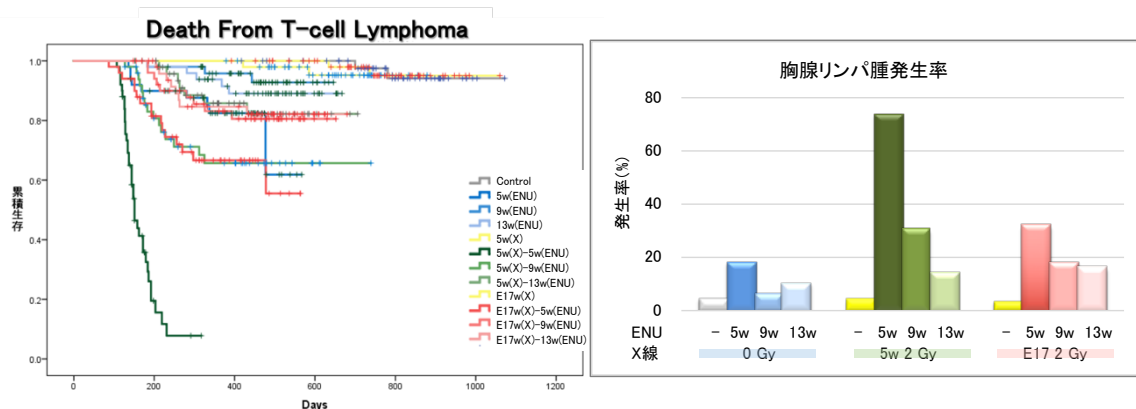 Death From T-cell Lymphoma
累積生存
1.0
0.8
0.6
0.4
0.2
0.0
0
200
400
600
800
1000
1200
Days
Control
5w(ENU)
9w(ENU)
13w(ENU)
5w(X)
5w(X)-5w(ENU)
5w(X)-9w(ENU)
5w(X)-13w(ENU)
E17w(X)
E17w(X)-5w(ENU)
E17w(X)-9w(ENU)
E17w(X)-13w(ENU)
胸腺リンパ腫発生率
発生率(%)
80
60
40
20
0
ENU - 5w 9w 13w - 5w 9w 13w - 5w 9w 13w
X線 0 Gy 5w 2 Gy E17 2 Gy